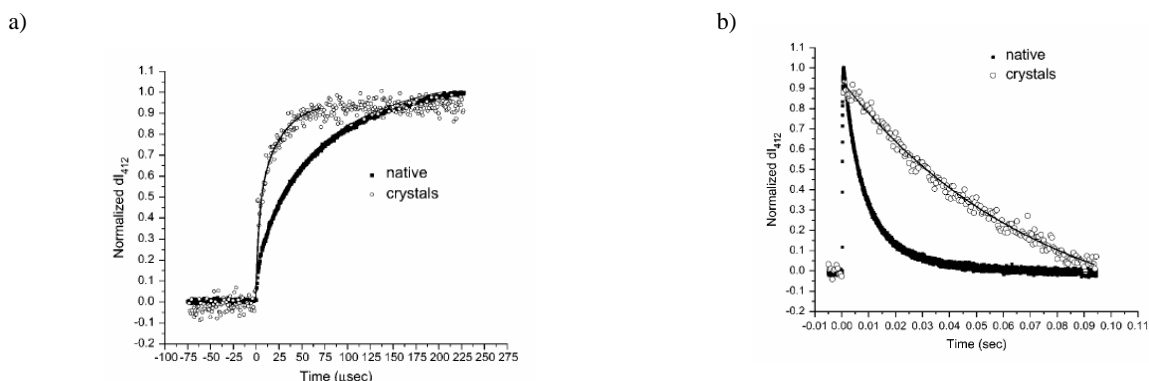 a)
1.1
1.0
0.9
0.8
0.7
0.6
0.5
0.4
0.3
0.2
0.1
0.0
-0.1
-0.2
Normalized dI412
native
crystals
-100 -75 -50 -25 0 25 50 75 100 125 150 175 200 225 250 275
Time (µsec)
b)
1.1
1.0
0.9
0.8
0.7
0.6
0.5
0.4
0.3
0.2
0.1
0.0
-0.1
-0.2
Normalized dI412
native
crystals
-0.01 0.00 0.01 0.02 0.03 0.04 0.05 0.06 0.07 0.08 0.09 0.10 0.11
Time (sec)